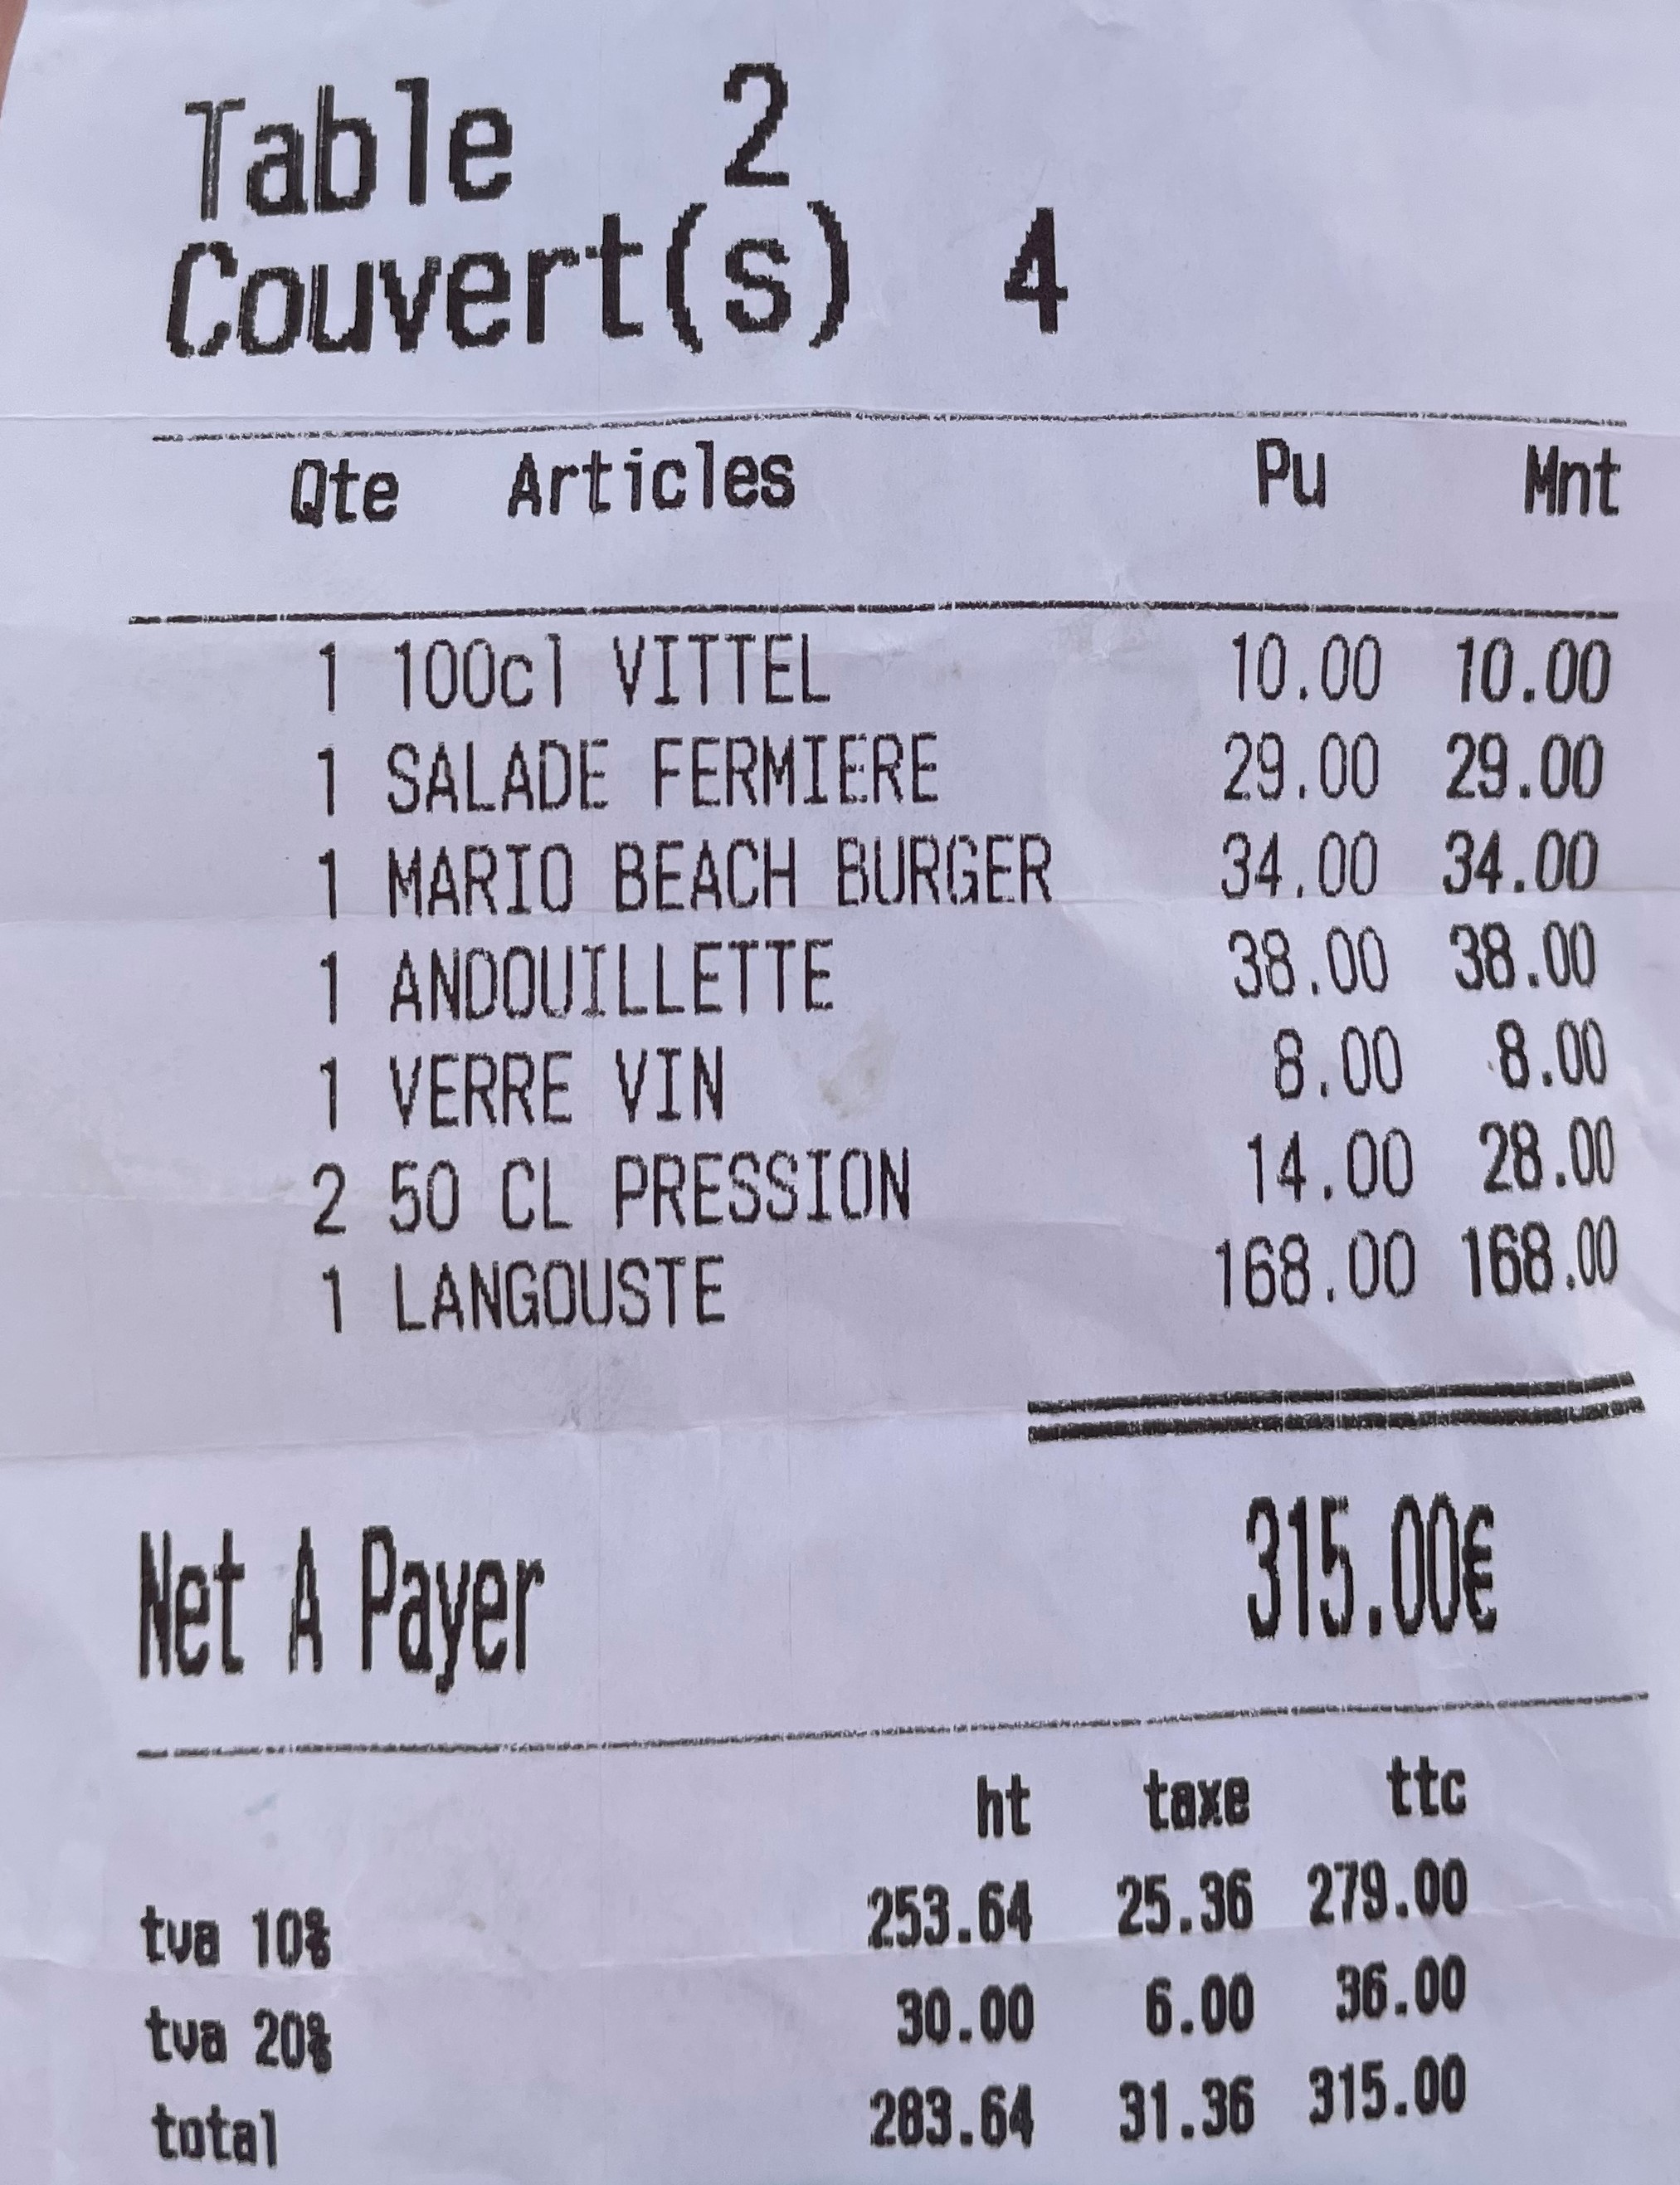 Table 2
Couvert(s) 4
Qte Articles Pu Mnt
1 100cl VITTEL 10.00 10.00
1 SALADE FERMIERE 29.00 29.00
1 MARIO BEACH BURGER 34.00 34.00
1 ANDOUILLETTE 38.00 38.00
1 VERRE VIN 8.00 8.00
2 50 CL PRESSION 14.00 28.00
1 LANGOUSTE 168.00 168.00
Net A Payer 315.00€
ht taxe ttc
tva 10% 253.64 25.36 279.00
tva 20% 30.00 6.00 36.00
total 283.64 31.36 315.00